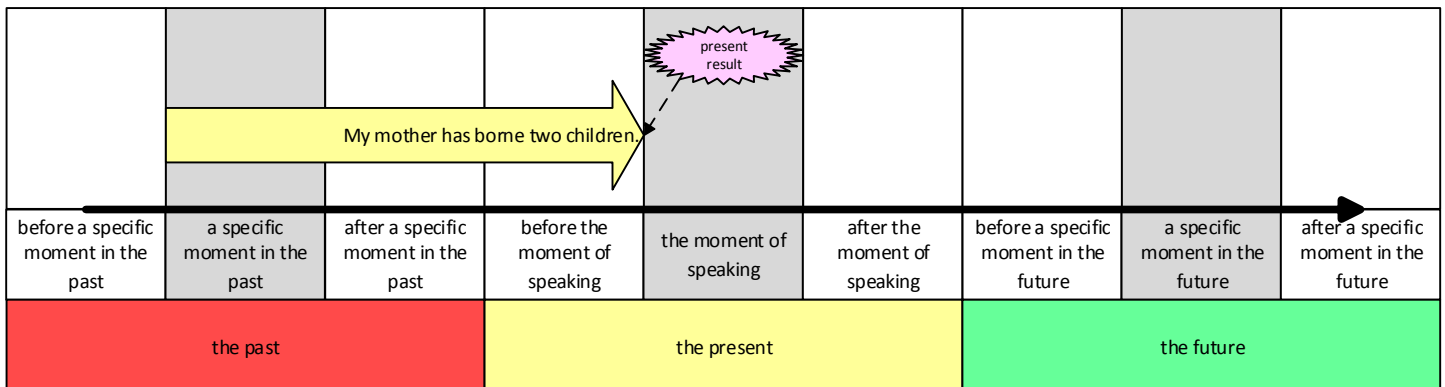 present
result
My mother has borne two children.
before a specific
moment in the
past
a specific
moment in the
past
after a specific
moment in the
past
before the
moment of
speaking
the moment of
speaking
after the
moment of
speaking
before a specific
moment in the
future
a specific
moment in the
future
after a specific
moment in the
future
the past
the present
the future